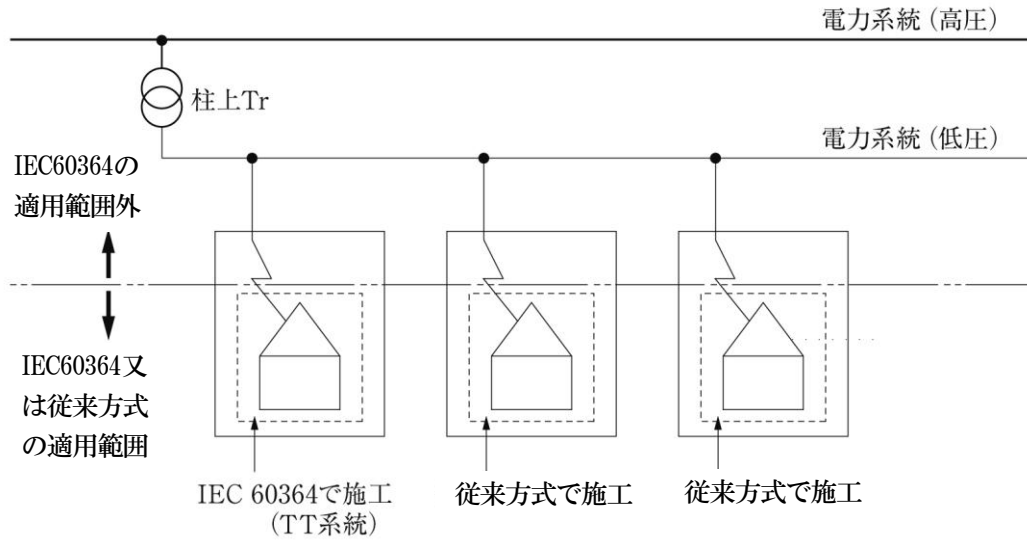 電力系統（高圧）
柱上Tr
電力系統（低圧）
IEC60364の
適用範囲外
IEC60364又
は従来方式
の適用範囲
IEC 60364で施工
（TT系統）
従来方式で施工
従来方式で施工